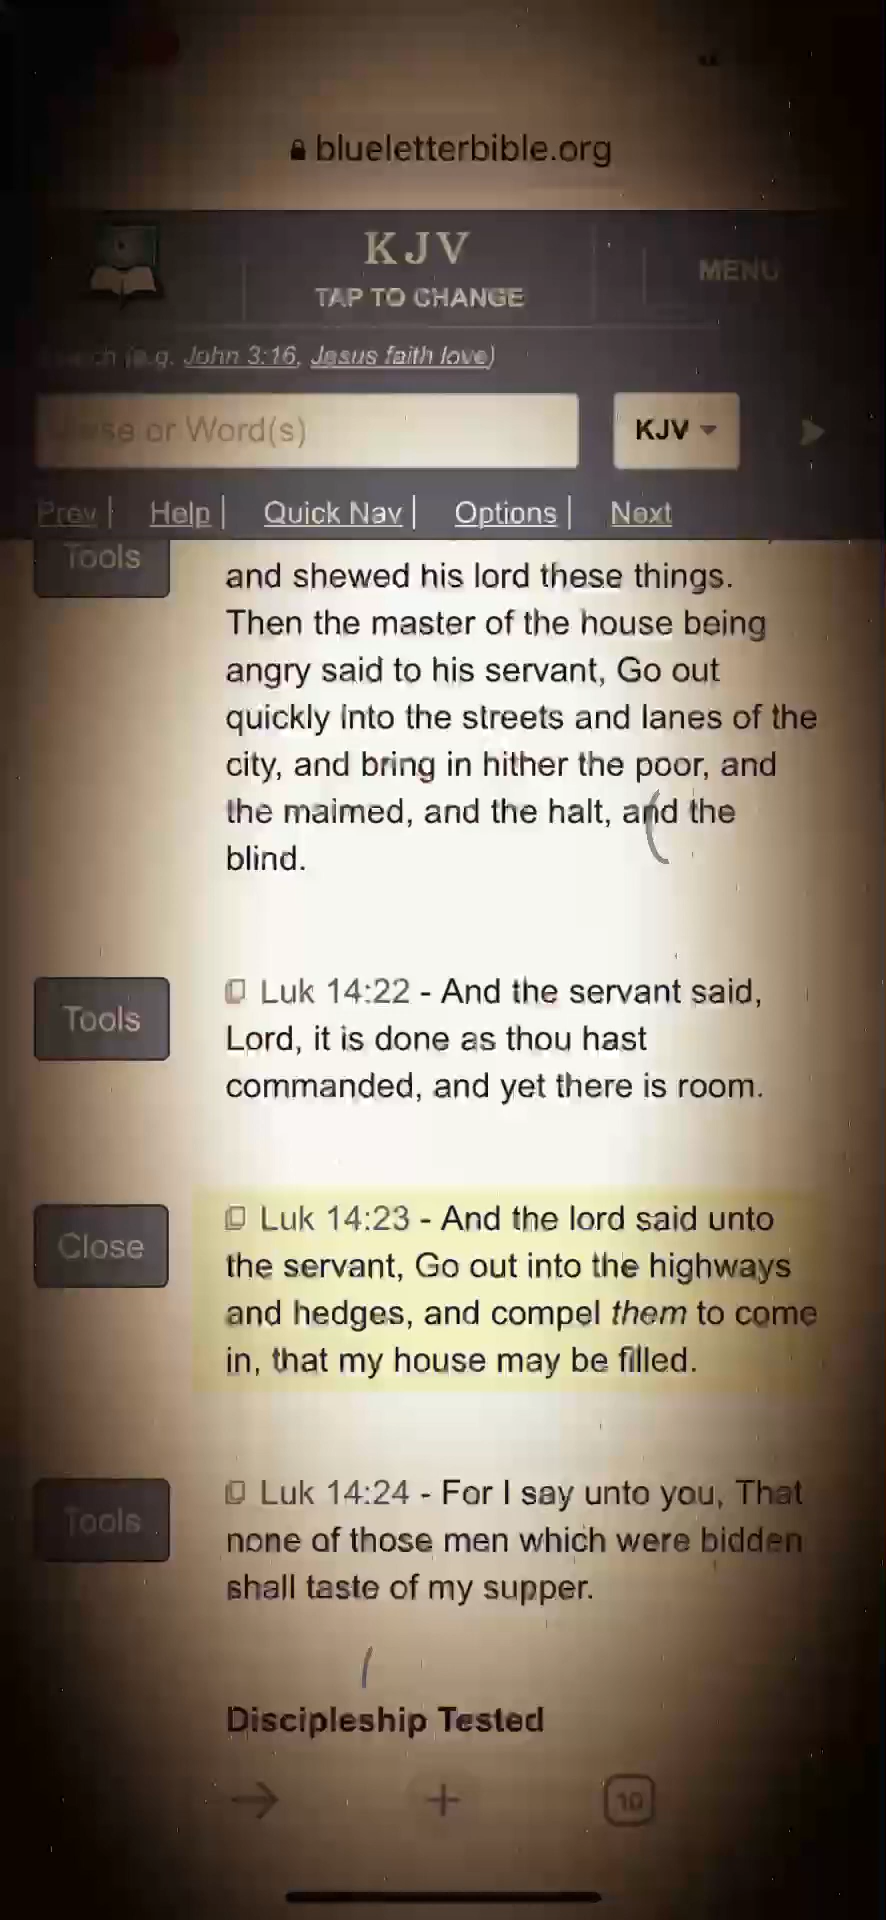 blueletterbible.org
KJV
TAP TO CHANGE
MENU
(e.g. John 3:16, Jesus faith love)
or Word(s)
KJV
Prev | Help | Quick Nav | Options | Next
Tools
and shewed his lord these things.
Then the master of the house being
angry said to his servant, Go out
quickly into the streets and lanes of the
city, and bring in hither the poor, and
the maimed, and the halt, and the
blind.
Tools
Luk 14:22 - And the servant said,
Lord, it is done as thou hast
commanded, and yet there is room.
Close
Luk 14:23 - And the lord said unto
the servant, Go out into the highways
and hedges, and compel them to come
in, that my house may be filled.
Tools
Luk 14:24 - For I say unto you, That
none of those men which were bidden
shall taste of my supper.
Discipleship Tested
10